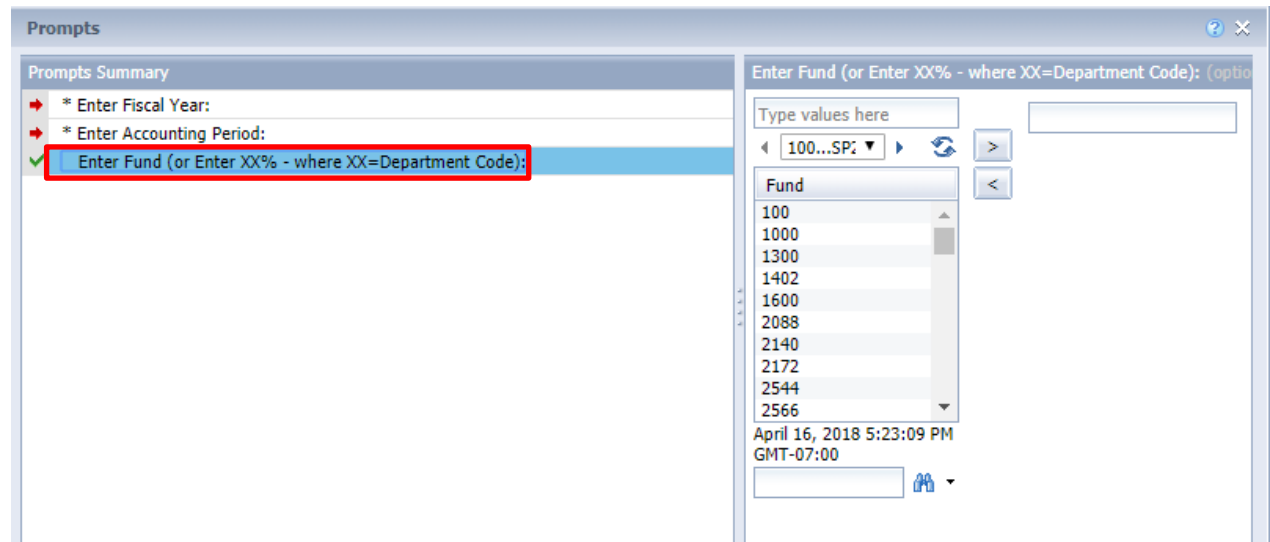 Prompts
Prompts Summary
* Enter Fiscal Year:
* Enter Accounting Period:
Enter Fund (or Enter XX% - where XX=Department Code):
Enter Fund (or Enter XX% - where XX=Department Code): (optio
Type values here
100...SP2
>
<
Fund
100
1000
1300
1402
1600
2088
2140
2172
2544
2566
April 16, 2018 5:23:09 PM
GMT-07:00